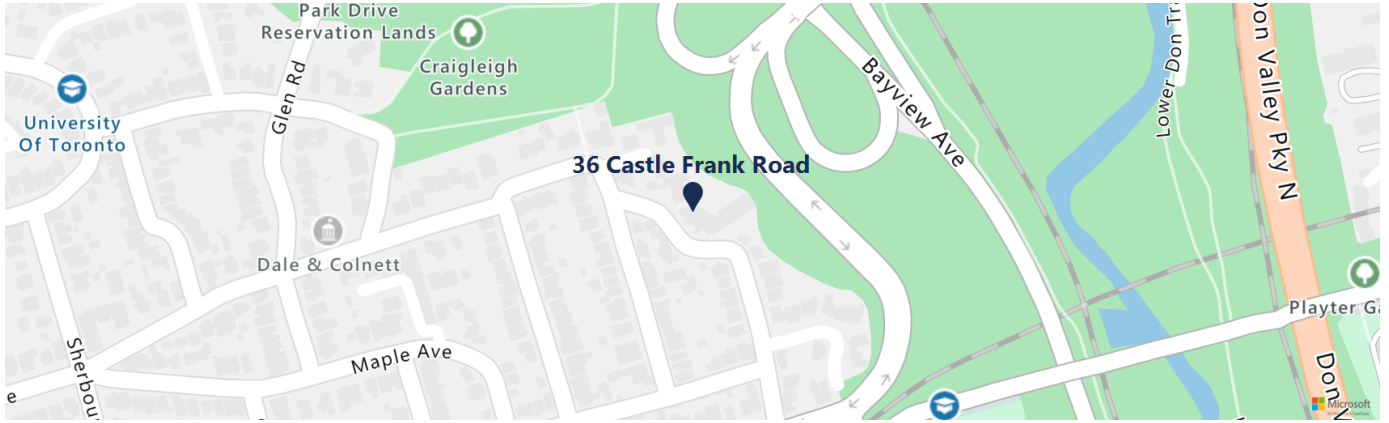 Park Drive
Reservation Lands
Craigleigh
Gardens
Glen Rd
University
Of Toronto
36 Castle Frank Road
Bayview Ave
Lower Don Tr
Don Valley Pky N
Dale & Colnett
Playter Ga
Maple Ave
Sherbou
e
Don V
Microsoft